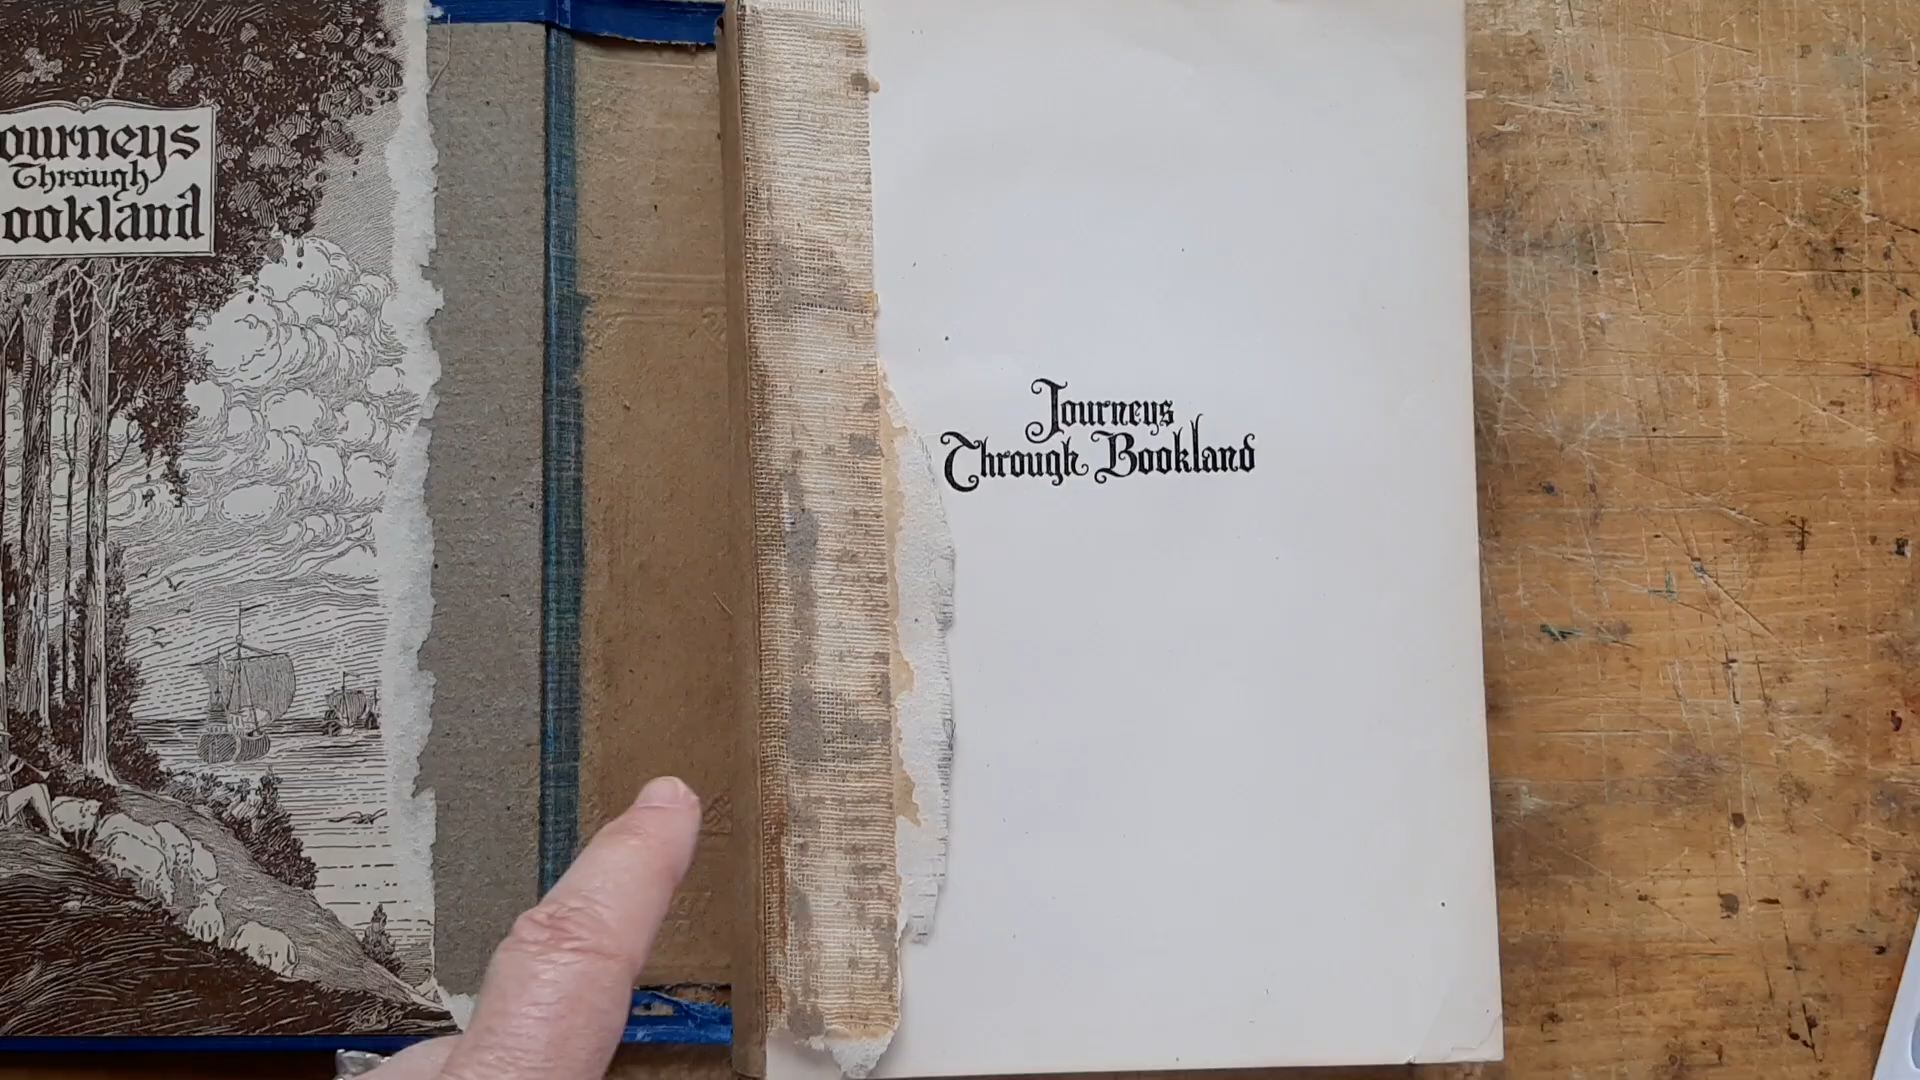 ourneys
Through
ookland
Journeys
Through Bookland